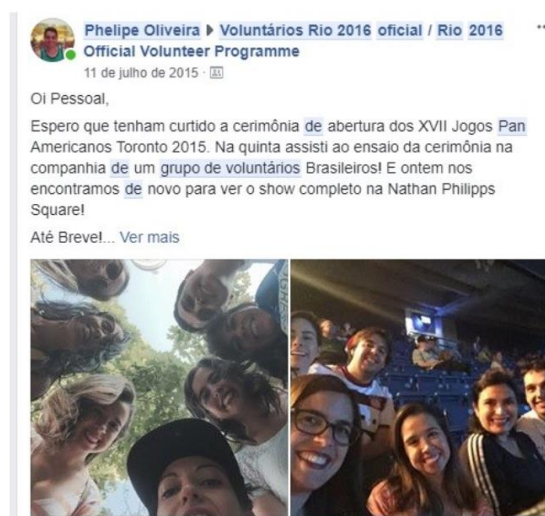 Phelipe Oliveira ▶ Voluntários Rio 2016 oficial / Rio 2016
Official Volunteer Programme
11 de julho de 2015 ·
Oi Pessoal,
Espero que tenham curtido a cerimônia de abertura dos XVII Jogos Pan
Americanos Toronto 2015. Na quinta assisti ao ensaio da cerimônia na
companhia de um grupo de voluntários Brasileiros! E ontem nos
encontramos de novo para ver o show completo na Nathan Philipps
Square!
Até Breve!... Ver mais